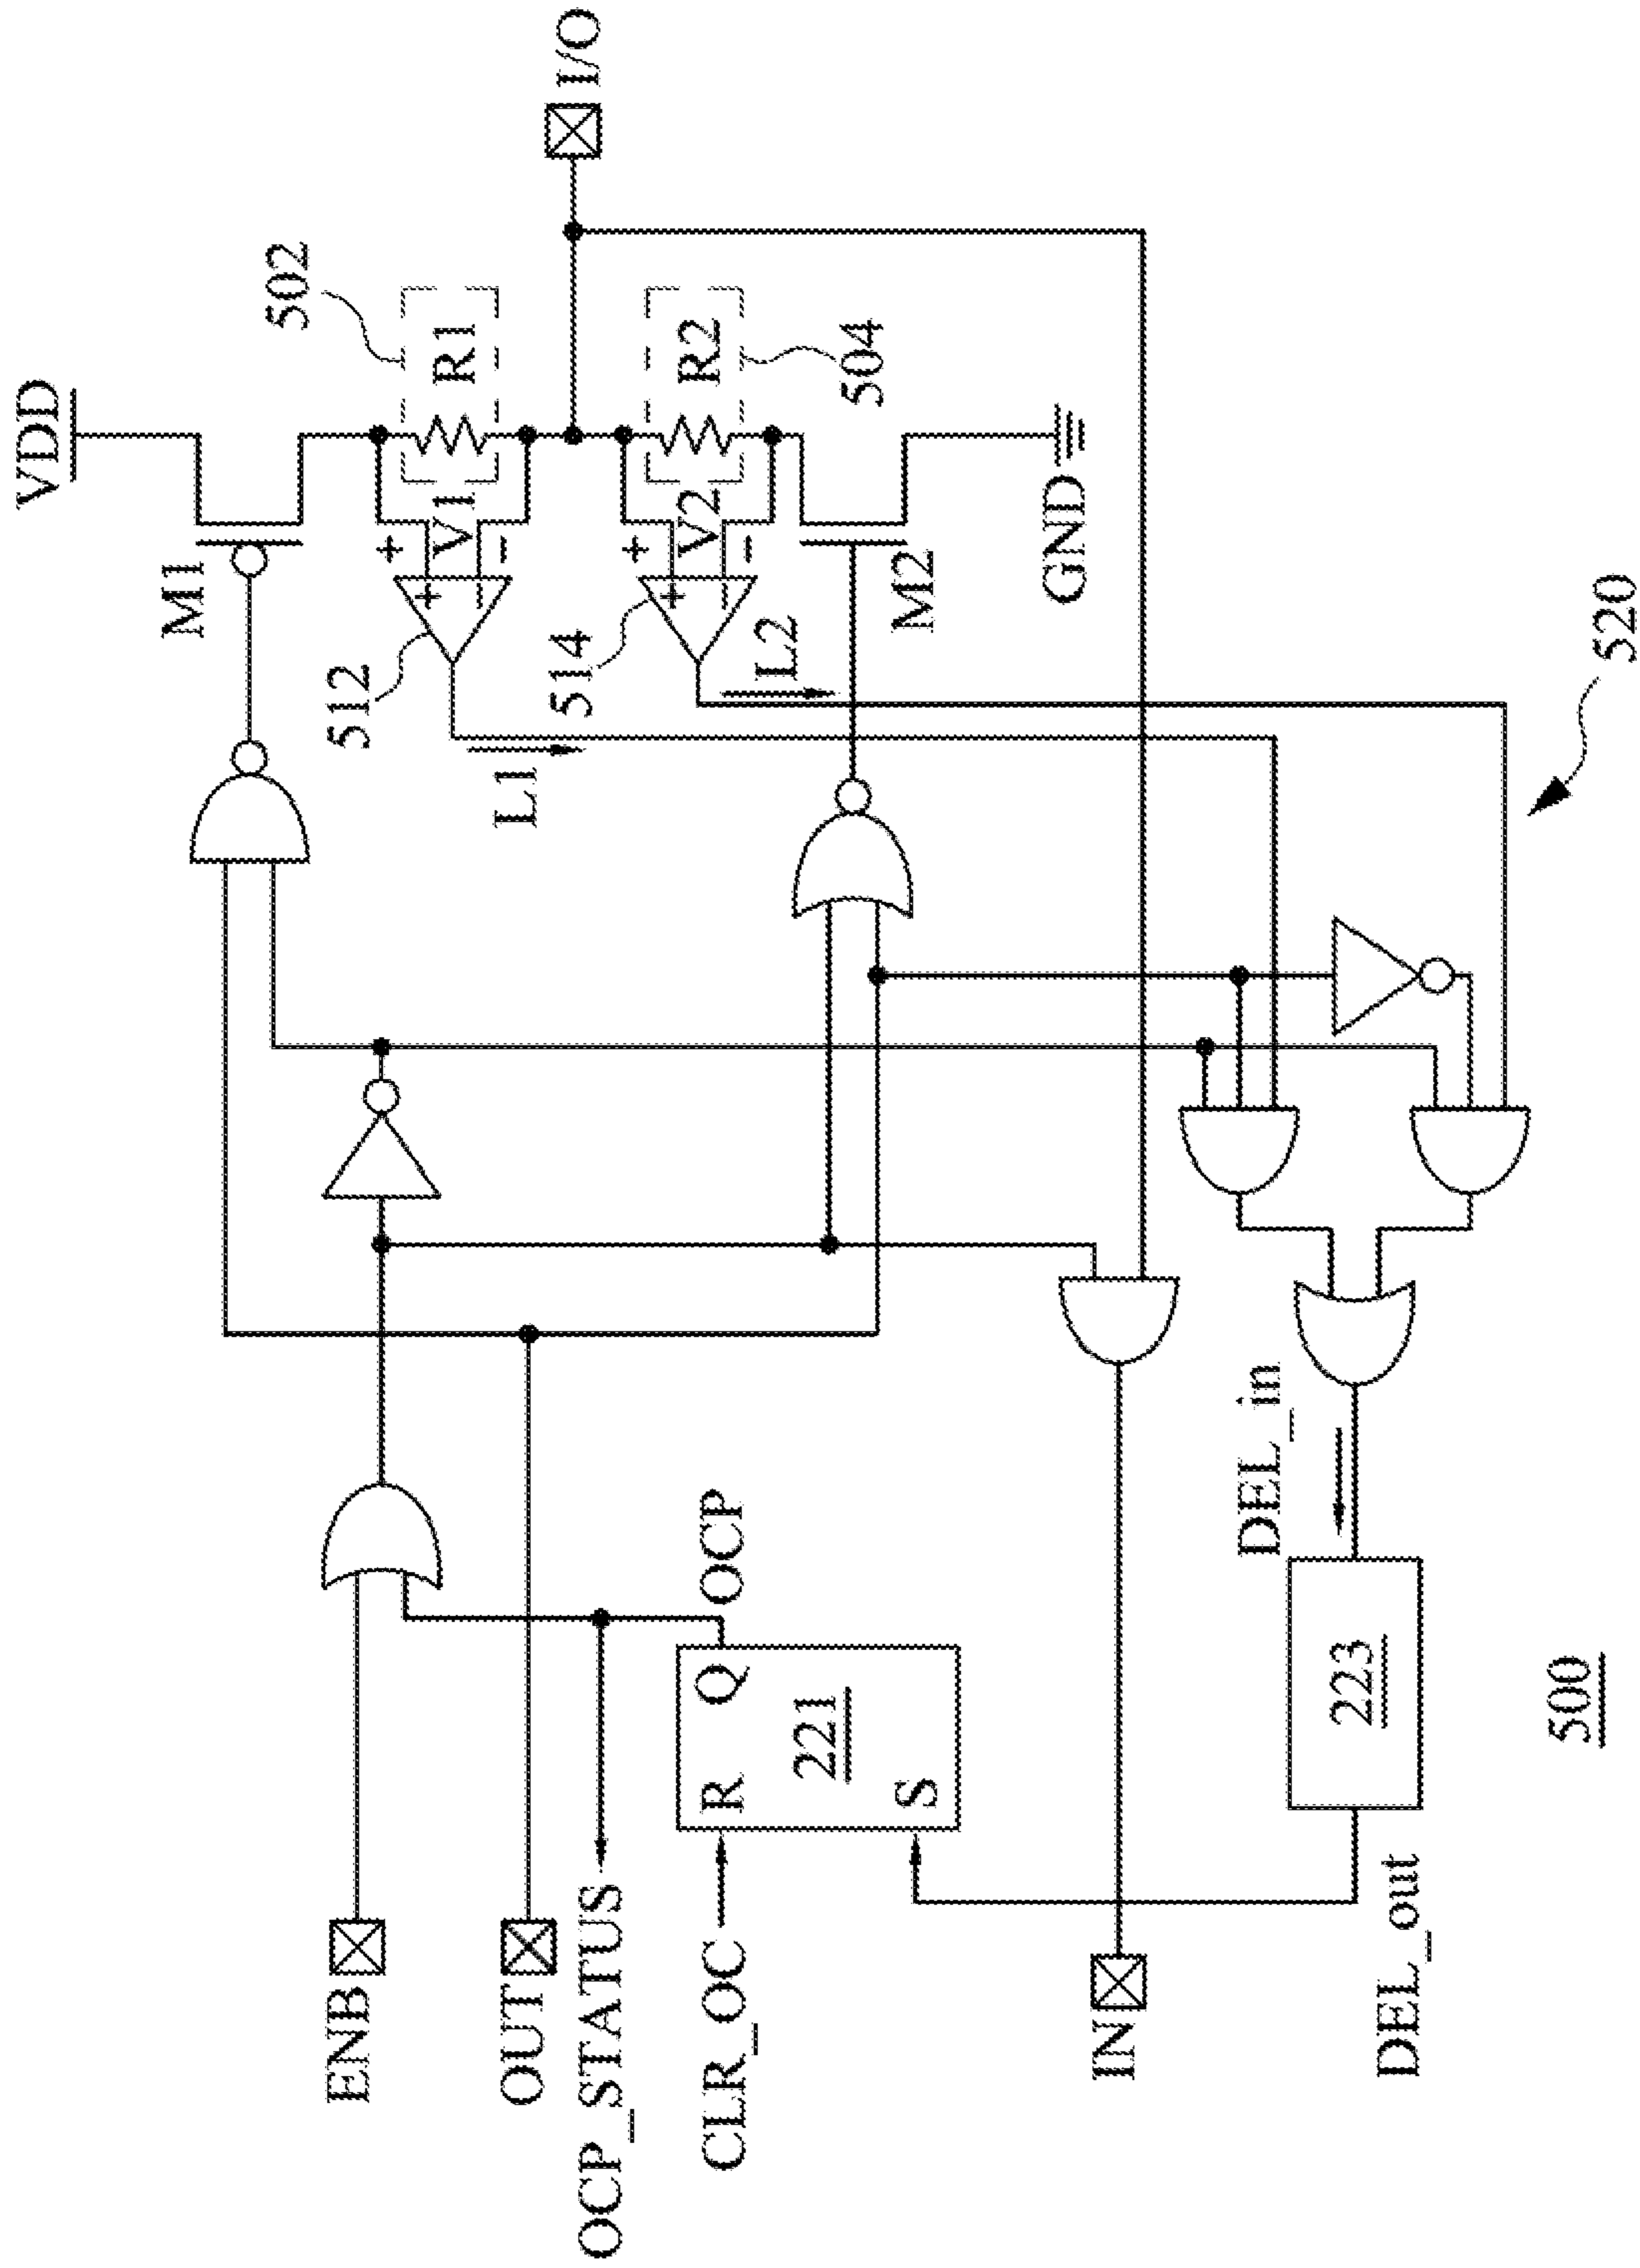 VDD
I/O
M1
502
R1
V1
+
-
+
-
512
L1
R2
504
V2
+
-
+
-
514
L2
M2
GND
520
ENB
OUT
OCP_STATUS
CLR_OC
R
Q
OCP
221
S
IN
DEL_in
223
DEL_out
500